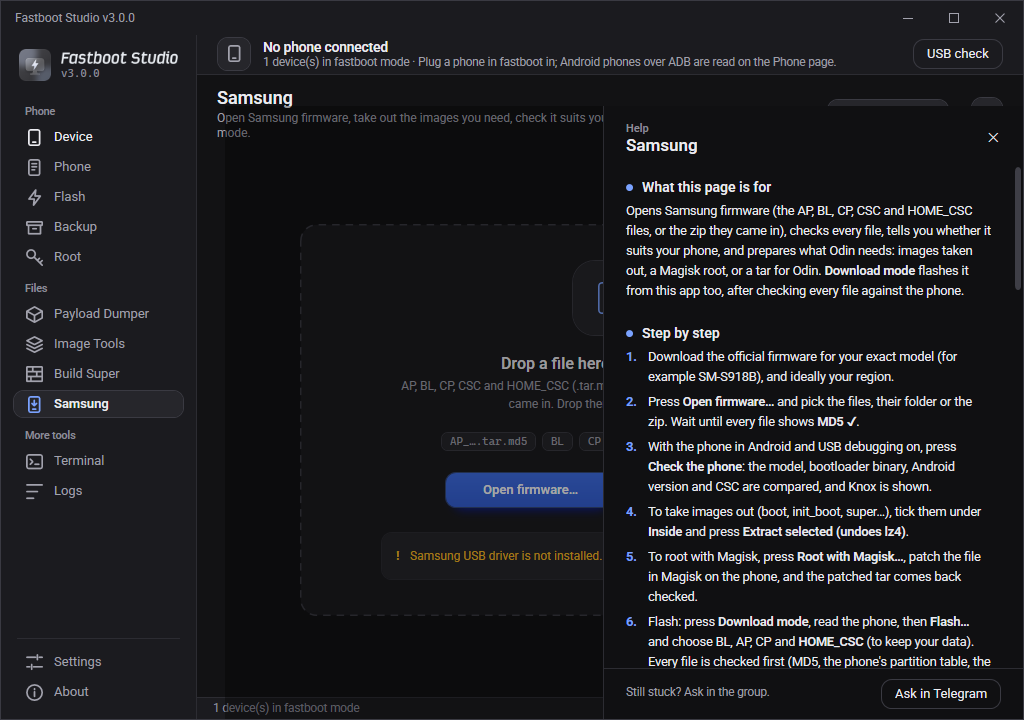 Fastboot Studio v3.0.0
Fastboot Studio
v3.0.0
Phone
Device
Phone
Flash
Backup
Root
Files
Payload Dumper
Image Tools
Build Super
Samsung
More tools
Terminal
Logs
Settings
About
No phone connected
1 device(s) in fastboot mode · Plug a phone in fastboot in; Android phones over ADB are read on the Phone page.
USB check
Samsung
Open Samsung firmware, take out the images you need, check it suits you
mode.
Drop a file here
AP, BL, CP, CSC and HOME_CSC (.tar.m
came in. Drop the
AP_….tar.md5
BL
CP
Open firmware…
! Samsung USB driver is not installed.
1 device(s) in fastboot mode
Help
Samsung
What this page is for
Opens Samsung firmware (the AP, BL, CP, CSC and HOME_CSC
files, or the zip they came in), checks every file, tells you whether it
suits your phone, and prepares what Odin needs: images taken
out, a Magisk root, or a tar for Odin. Download mode flashes it
from this app too, after checking every file against the phone.
Step by step
1. Download the official firmware for your exact model (for
example SM-S918B), and ideally your region.
2. Press Open firmware… and pick the files, their folder or the
zip. Wait until every file shows MD5 ✓.
3. With the phone in Android and USB debugging on, press
Check the phone: the model, bootloader binary, Android
version and CSC are compared, and Knox is shown.
4. To take images out (boot, init_boot, super…), tick them under
Inside and press Extract selected (undoes lz4).
5. To root with Magisk, press Root with Magisk…, patch the file
in Magisk on the phone, and the patched tar comes back
checked.
6. Flash: press Download mode, read the phone, then Flash…
and choose BL, AP, CP and HOME_CSC (to keep your data).
Every file is checked first (MD5, the phone's partition table, the
Still stuck? Ask in the group.
Ask in Telegram